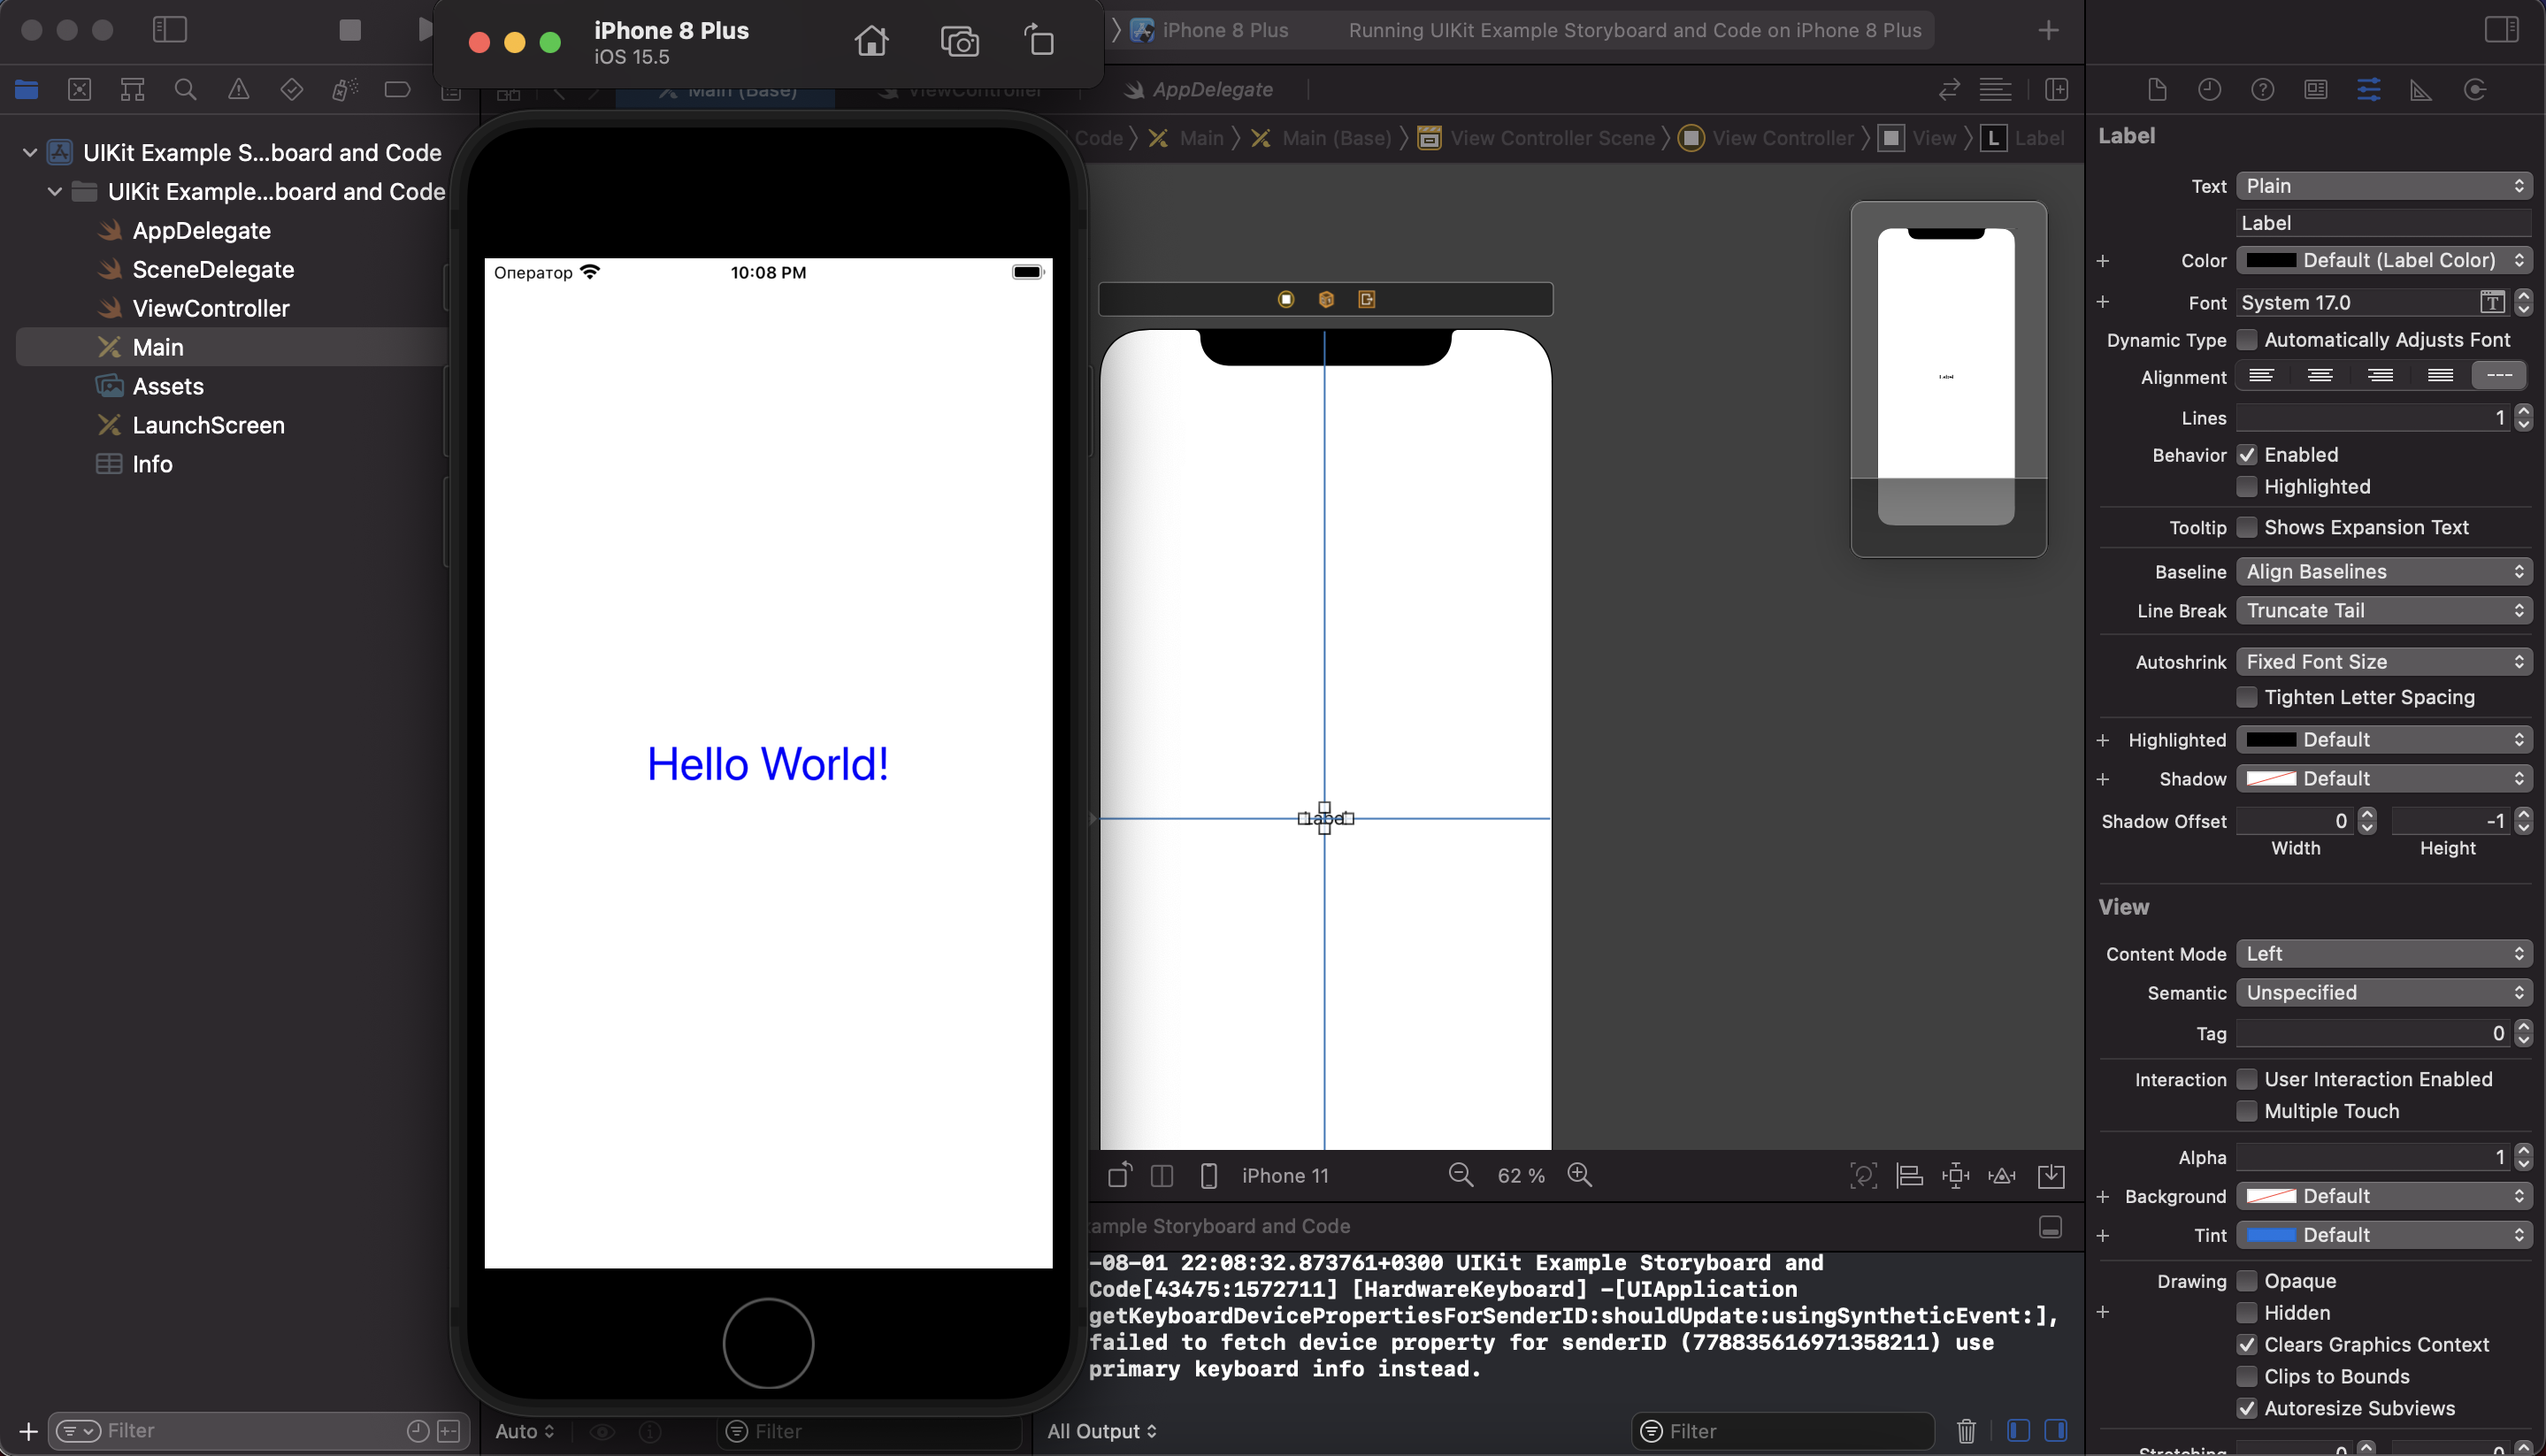 iPhone 8 Plus
iOS 15.5
iPhone 8 Plus
Running UIKit Example Storyboard and Code on iPhone 8 Plus
Main (Base)
ViewController
AppDelegate
Code
Main
Main (Base)
View Controller Scene
View Controller
View
L Label
UIKit Example S...board and Code
UIKit Example...board and Code
AppDelegate
SceneDelegate
ViewController
Main
Assets
LaunchScreen
Info
Filter
Оператор
10:08 PM
Hello World!
Label
iPhone 11
62 %
ample Storyboard and Code
-08-01 22:08:32.873761+0300 UIKit Example Storyboard and
Code[43475:1572711] [HardwareKeyboard] -[UIApplication
getKeyboardDevicePropertiesForSenderID:shouldUpdate:usingSyntheticEvent:],
failed to fetch device property for senderID (778835616971358211) use
primary keyboard info instead.
Auto
Filter
All Output
Filter
Label
Text Plain
Label
Color Default (Label Color)
Font System 17.0
Dynamic Type Automatically Adjusts Font
Alignment
Lines 1
Behavior Enabled
Highlighted
Tooltip Shows Expansion Text
Baseline Align Baselines
Line Break Truncate Tail
Autoshrink Fixed Font Size
Tighten Letter Spacing
Highlighted Default
Shadow Default
Shadow Offset 0 -1
Width Height
View
Content Mode Left
Semantic Unspecified
Tag 0
Interaction User Interaction Enabled
Multiple Touch
Alpha 1
Background Default
Tint Default
Drawing Opaque
Hidden
Clears Graphics Context
Clips to Bounds
Autoresize Subviews
Stretching 0 0